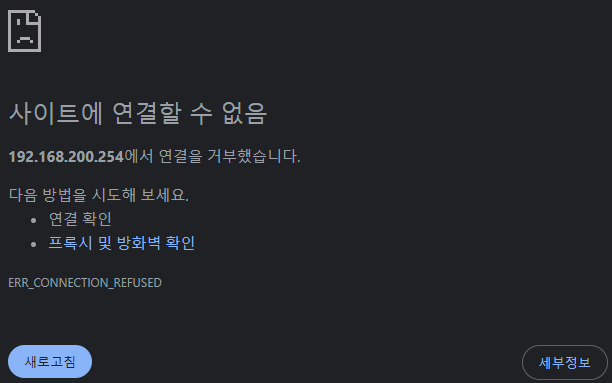 사이트에 연결할 수 없음
192.168.200.254에서 연결을 거부했습니다.
다음 방법을 시도해 보세요.
• 연결 확인
• 프록시 및 방화벽 확인
ERR_CONNECTION_REFUSED
새로고침
세부정보